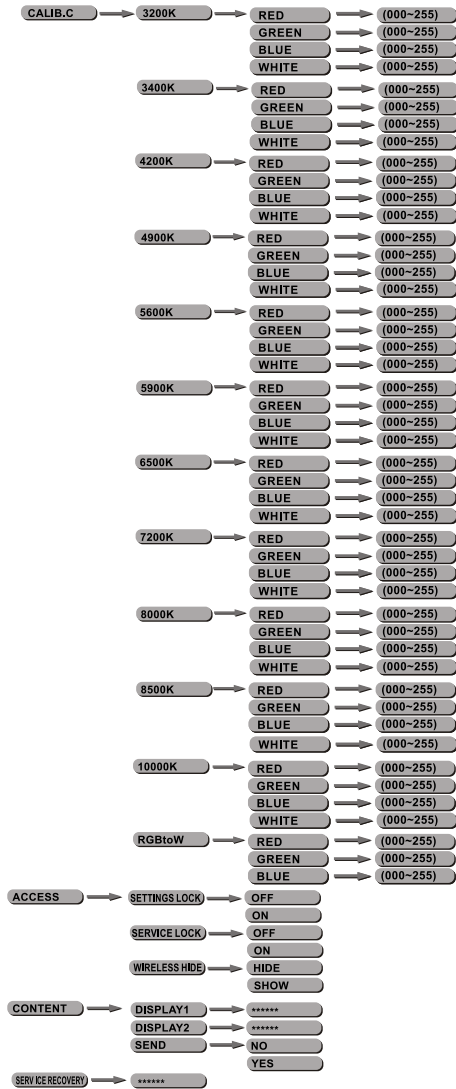 CALIB.C 3200K RED (000~255)
GREEN (000~255)
BLUE (000~255)
WHITE (000~255)
3400K RED (000~255)
GREEN (000~255)
BLUE (000~255)
WHITE (000~255)
4200K RED (000~255)
GREEN (000~255)
BLUE (000~255)
WHITE (000~255)
4900K RED (000~255)
GREEN (000~255)
BLUE (000~255)
WHITE (000~255)
5600K RED (000~255)
GREEN (000~255)
BLUE (000~255)
WHITE (000~255)
5900K RED (000~255)
GREEN (000~255)
BLUE (000~255)
WHITE (000~255)
6500K RED (000~255)
GREEN (000~255)
BLUE (000~255)
WHITE (000~255)
7200K RED (000~255)
GREEN (000~255)
BLUE (000~255)
WHITE (000~255)
8000K RED (000~255)
GREEN (000~255)
BLUE (000~255)
WHITE (000~255)
8500K RED (000~255)
GREEN (000~255)
BLUE (000~255)
WHITE (000~255)
10000K RED (000~255)
GREEN (000~255)
BLUE (000~255)
WHITE (000~255)
RGBtoW RED (000~255)
GREEN (000~255)
BLUE (000~255)
ACCESS SETTINGS LOCK OFF
ON
SERVICE LOCK OFF
ON
WIRELESS HIDE HIDE
SHOW
CONTENT DISPLAY1 ******
DISPLAY2 ******
SEND NO
YES
SERV ICE RECOVERY ******